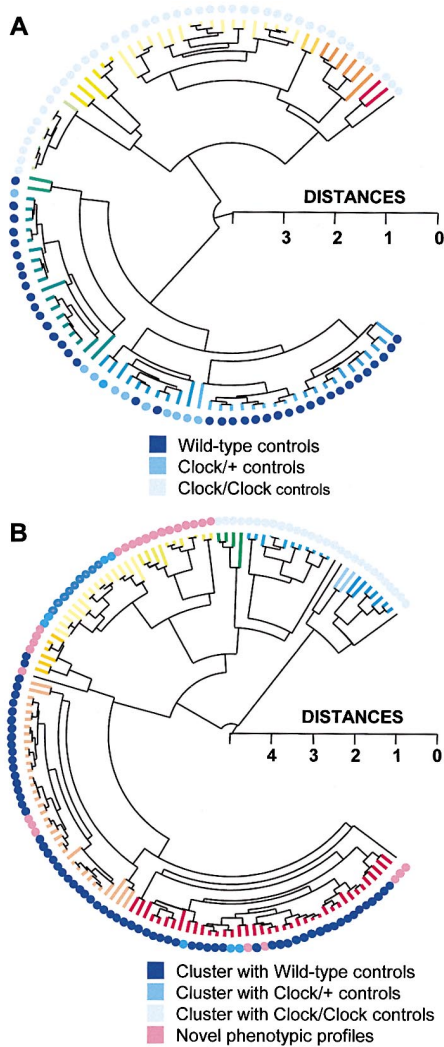 A
DISTANCES
3 2 1 0
Wild-type controls
Clock/+ controls
Clock/Clock controls
B
DISTANCES
4 3 2 1 0
Cluster with Wild-type controls
Cluster with Clock/+ controls
Cluster with Clock/Clock controls
Novel phenotypic profiles